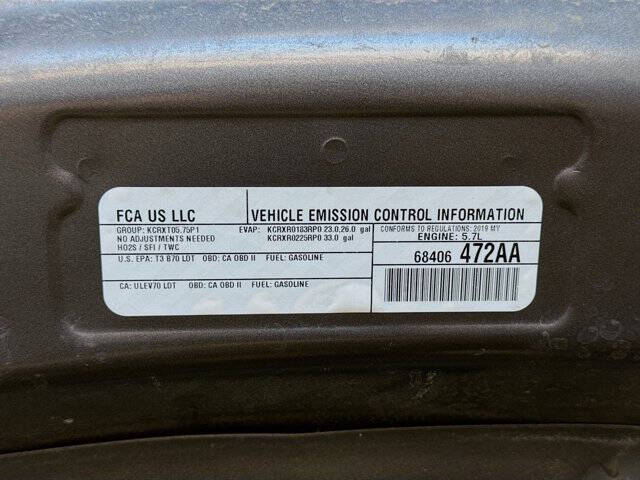 FCA US LLC
VEHICLE EMISSION CONTROL INFORMATION
GROUP: KCRXT05.75P1
NO ADJUSTMENTS NEEDED
HO2S / SFI / TWC
EVAP: KCRXR0183RP0 23.0,26.0 gal
KCRXR0225RP0 33.0 gal
CONFORMS TO REGULATIONS: 2019 MY
ENGINE: 5.7L
U.S. EPA: T3 B70 LDT OBD: CA OBD II FUEL: GASOLINE
68406 472AA
CA: ULEV70 LDT OBD: CA OBD II FUEL: GASOLINE